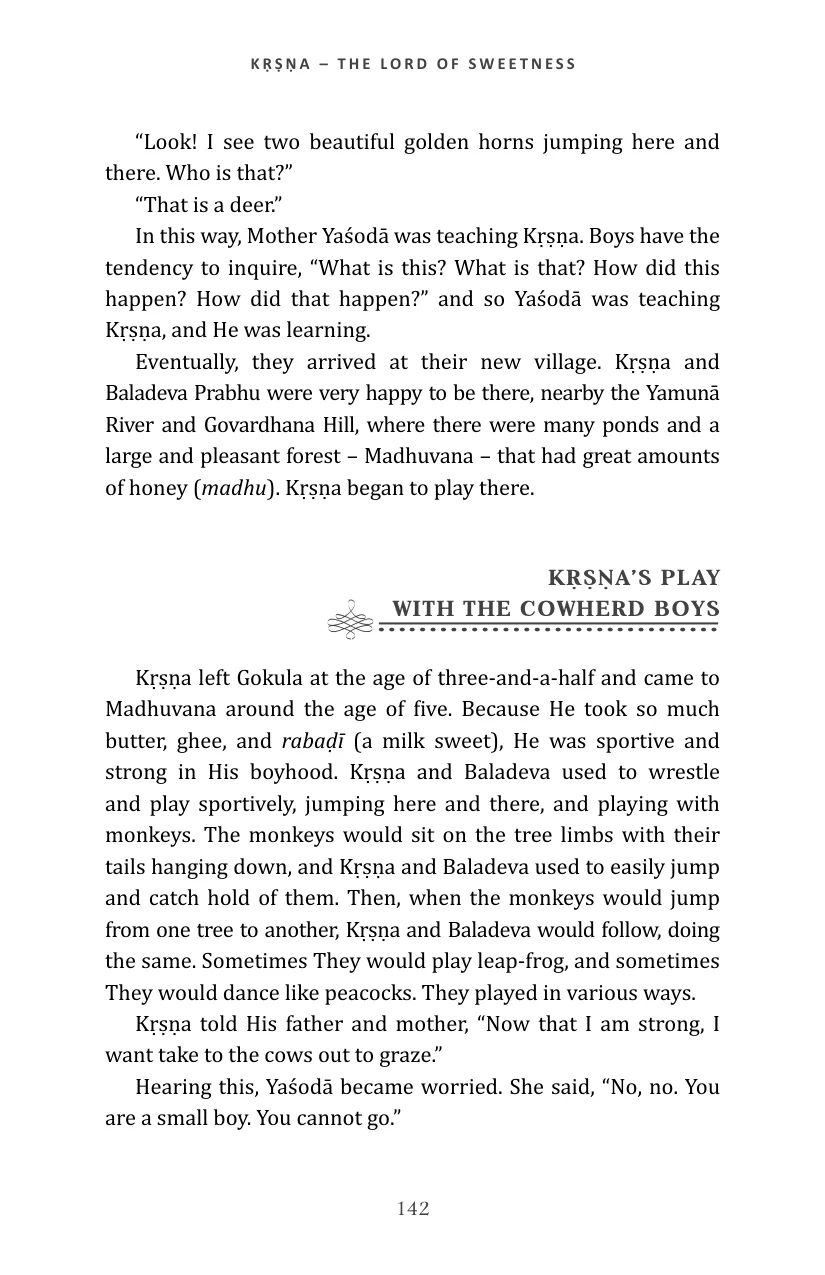 KṚṢṆA – THE LORD OF SWEETNESS
“Look! I see two beautiful golden horns jumping here and
there. Who is that?”
“That is a deer.”
In this way, Mother Yaśodā was teaching Kṛṣṇa. Boys have the
tendency to inquire, “What is this? What is that? How did this
happen? How did that happen?” and so Yaśodā was teaching
Kṛṣṇa, and He was learning.
Eventually, they arrived at their new village. Kṛṣṇa and
Baladeva Prabhu were very happy to be there, nearby the Yamunā
River and Govardhana Hill, where there were many ponds and a
large and pleasant forest – Madhuvana – that had great amounts
of honey (madhu). Kṛṣṇa began to play there.
KṚṢṆA’S PLAY
WITH THE COWHERD BOYS
Kṛṣṇa left Gokula at the age of three-and-a-half and came to
Madhuvana around the age of five. Because He took so much
butter, ghee, and rabaḍī (a milk sweet), He was sportive and
strong in His boyhood. Kṛṣṇa and Baladeva used to wrestle
and play sportively, jumping here and there, and playing with
monkeys. The monkeys would sit on the tree limbs with their
tails hanging down, and Kṛṣṇa and Baladeva used to easily jump
and catch hold of them. Then, when the monkeys would jump
from one tree to another, Kṛṣṇa and Baladeva would follow, doing
the same. Sometimes They would play leap-frog, and sometimes
They would dance like peacocks. They played in various ways.
Kṛṣṇa told His father and mother, “Now that I am strong, I
want take to the cows out to graze.”
Hearing this, Yaśodā became worried. She said, “No, no. You
are a small boy. You cannot go.”
142